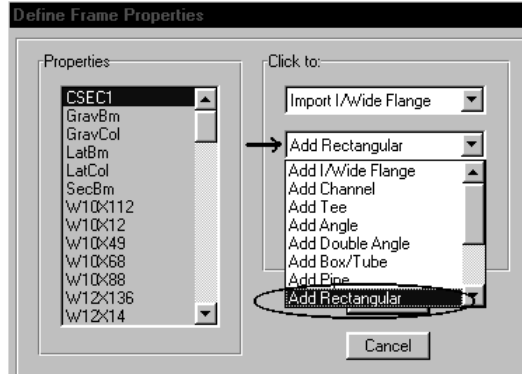 Define Frame Properties
Properties
CSEC1
GravBm
GravCol
LatBm
LatCol
SecBm
W10X112
W10X12
W10X49
W10X68
W10X88
W12X136
W12X14
Click to:
Import I/Wide Flange
Add Rectangular
Add I/Wide Flange
Add Channel
Add Tee
Add Angle
Add Double Angle
Add Box/Tube
Add Pipe
Add Rectangular
Cancel